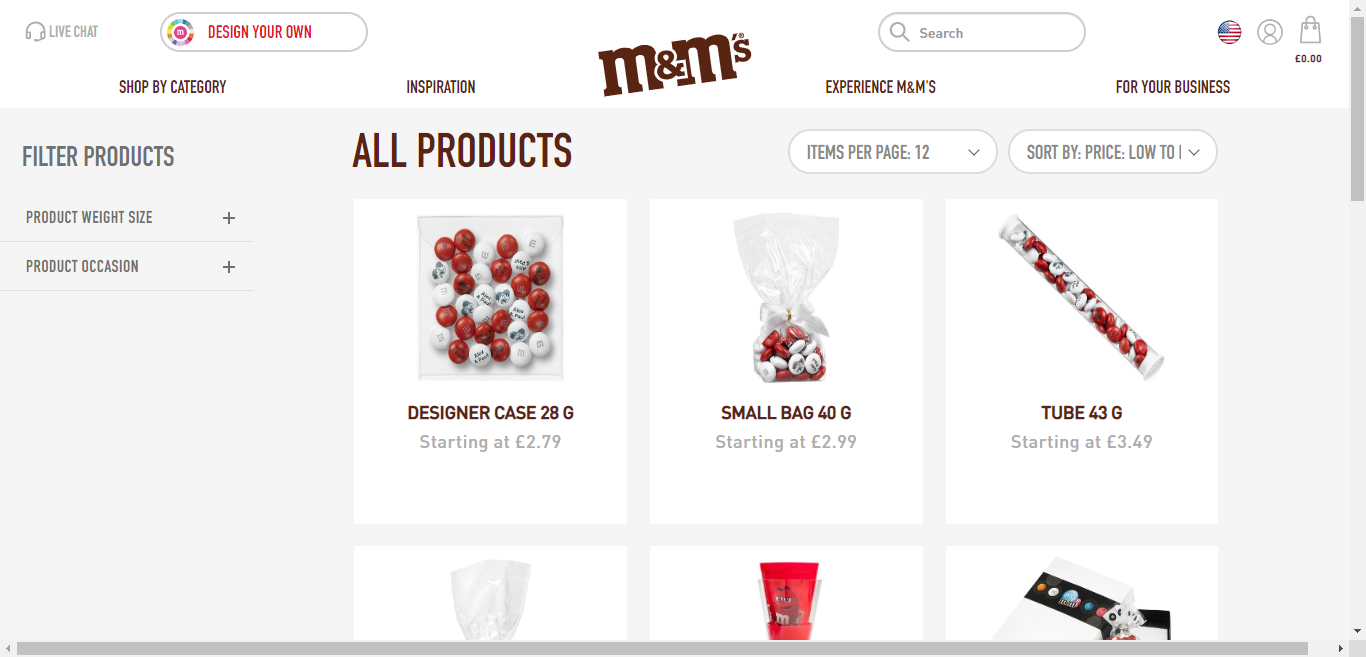 LIVE CHAT
DESIGN YOUR OWN
m&m's®
Search
£0.00
SHOP BY CATEGORY
INSPIRATION
EXPERIENCE M&M'S
FOR YOUR BUSINESS
FILTER PRODUCTS
PRODUCT WEIGHT SIZE
PRODUCT OCCASION
ALL PRODUCTS
ITEMS PER PAGE: 12
SORT BY: PRICE: LOW TO
DESIGNER CASE 28 G
Starting at £2.79
SMALL BAG 40 G
Starting at £2.99
TUBE 43 G
Starting at £3.49